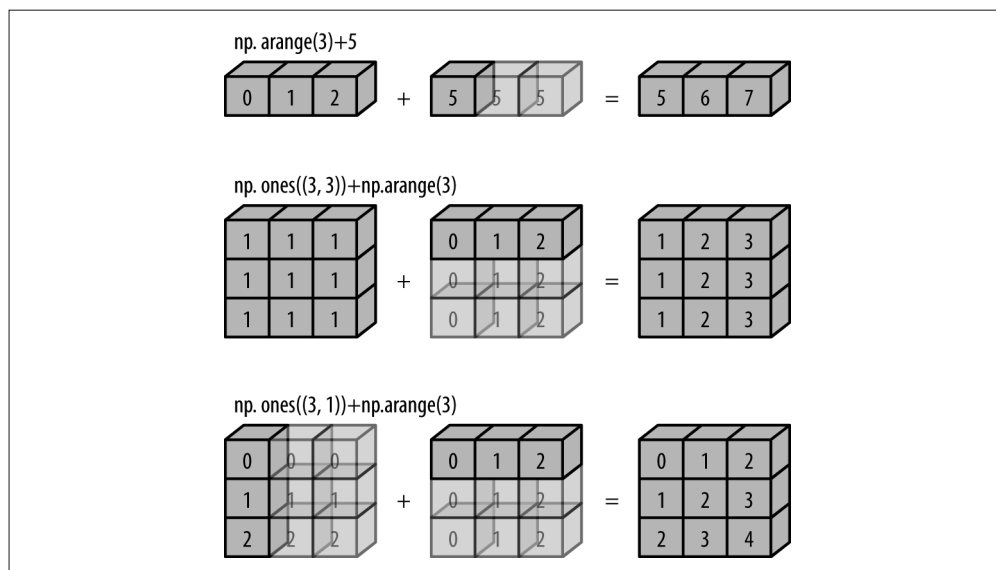 np. arange(3)+5
0 1 2 + 5 5 5 = 5 6 7
np. ones((3, 3))+np.arange(3)
1 1 1 0 1 2 1 2 3
1 1 1 + 0 1 2 = 1 2 3
1 1 1 0 1 2 1 2 3
np. ones((3, 1))+np.arange(3)
0 0 0 0 1 2 0 1 2
1 1 1 + 0 1 2 = 1 2 3
2 2 2 0 1 2 2 3 4